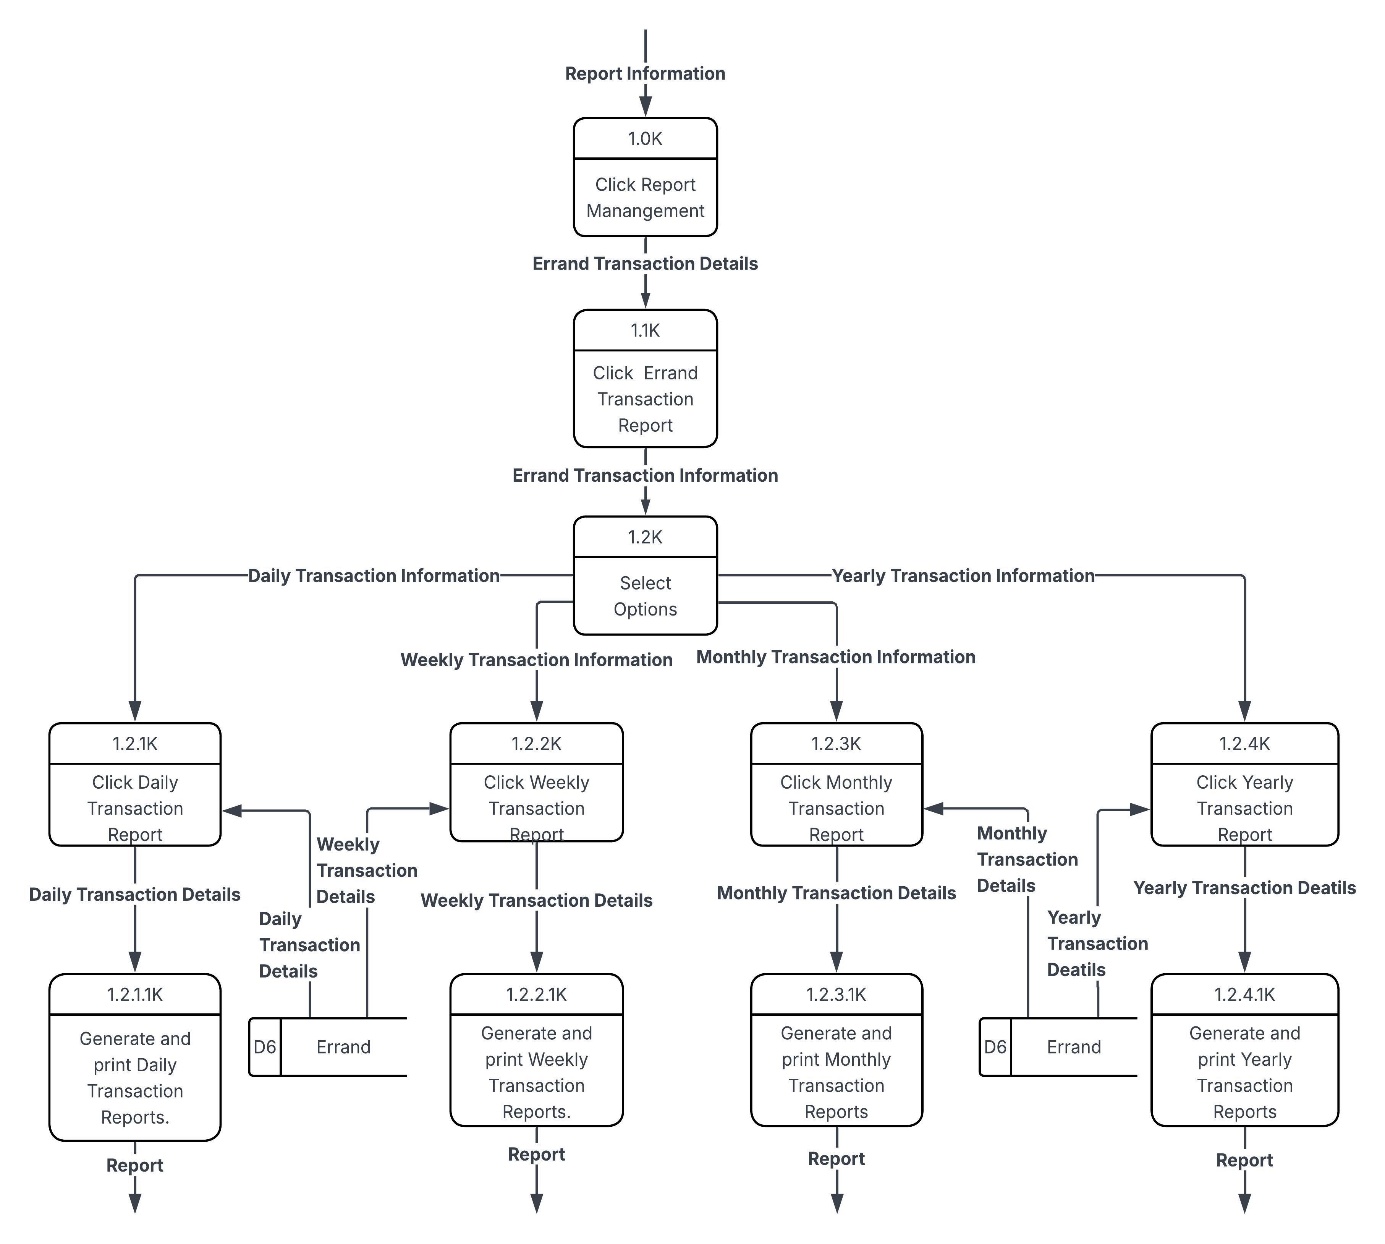 Report Information
1.0K
Click Report
Manangement
Errand Transaction Details
1.1K
Click Errand
Transaction
Report
Errand Transaction Information
1.2K
Select
Options
Daily Transaction Information
Yearly Transaction Information
Weekly Transaction Information
Monthly Transaction Information
1.2.1K
Click Daily
Transaction
Report
1.2.2K
Click Weekly
Transaction
Report
1.2.3K
Click Monthly
Transaction
Report
1.2.4K
Click Yearly
Transaction
Report
Weekly
Transaction
Details
Monthly
Transaction
Details
Daily Transaction Details
Weekly Transaction Details
Monthly Transaction Details
Yearly Transaction Deatils
Daily
Transaction
Details
Yearly
Transaction
Deatils
1.2.1.1K
Generate and
print Daily
Transaction
Reports.
D6
Errand
1.2.2.1K
Generate and
print Weekly
Transaction
Reports.
1.2.3.1K
Generate and
print Monthly
Transaction
Reports
D6
Errand
1.2.4.1K
Generate and
print Yearly
Transaction
Reports
Report
Report
Report
Report